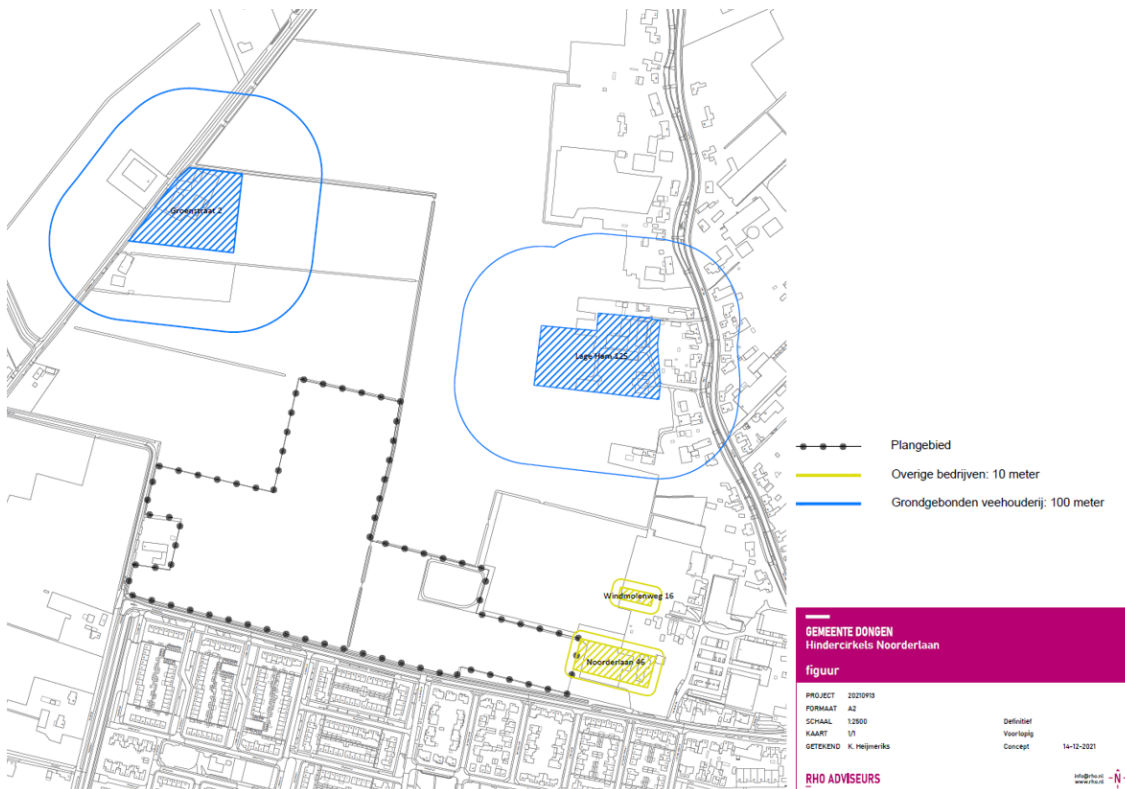 Groenstraat 2
Lage Ham 125
Windmolenweg 16
Noorderlaan 46
Plangebied
Overige bedrijven: 10 meter
Grondgebonden veehouderij: 100 meter
GEMEENTE DONGEN
Hindercirkels Noorderlaan
figuur
PROJECT 20210913
FORMAAT A2
SCHAAL 1:2500 Definitief
KAART 1/1 Voorlopig
GETEKEND K. Heijmeriks Concept 14-12-2021
RHO ADVISEURS
info@rho.nl
www.rho.nl
N